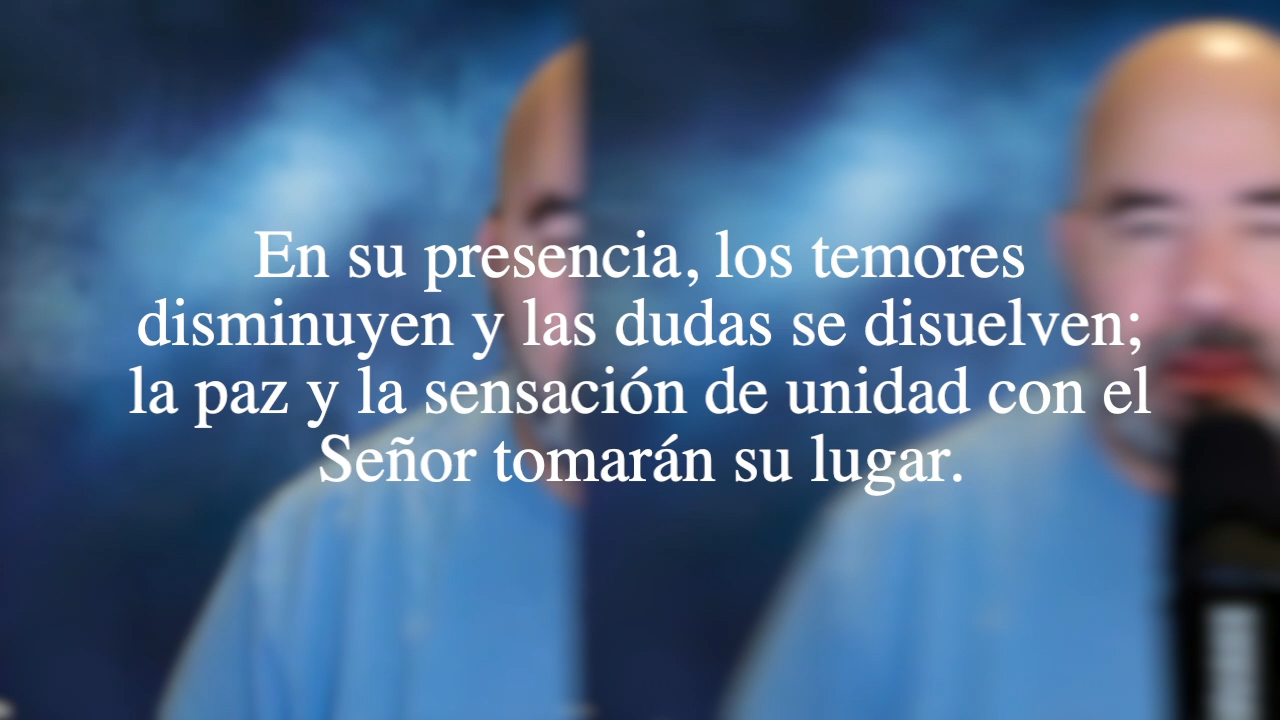 En su presencia, los temores
disminuyen y las dudas se disuelven;
la paz y la sensación de unidad con el
Señor tomarán su lugar.